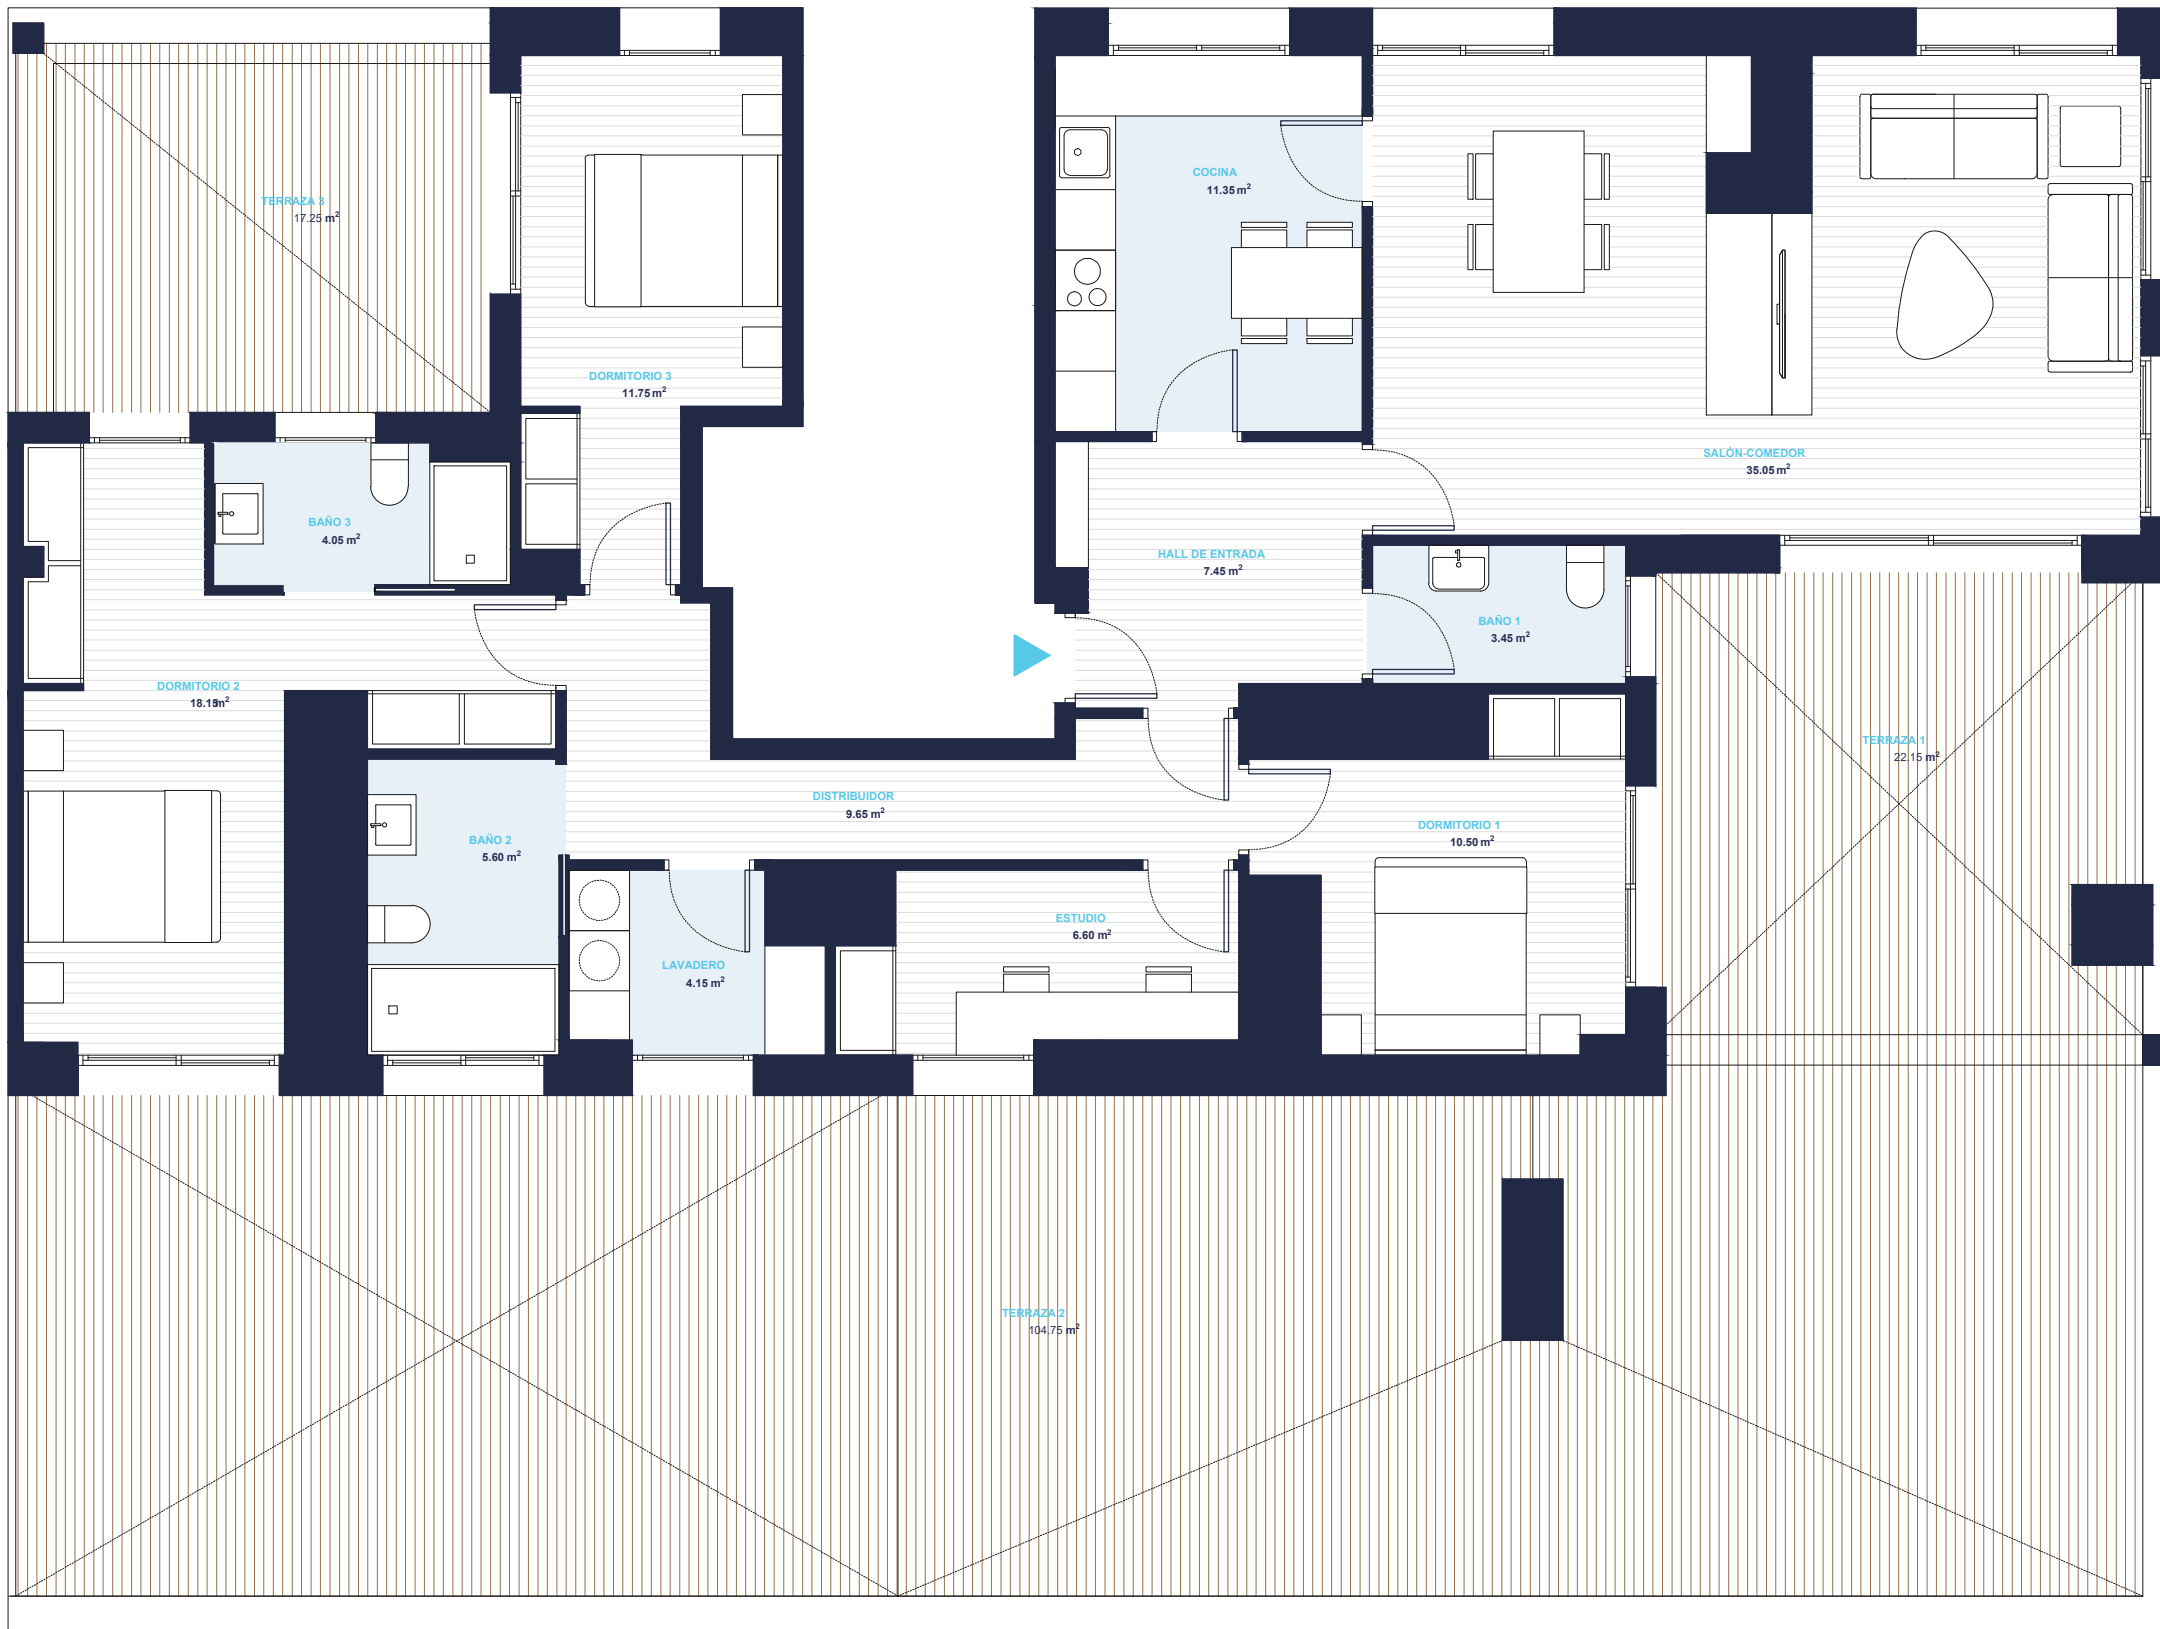 COCINA
11.35 m²
TERRAZA 3
17.25 m²
DORMITORIO 3
11.75 m²
SALÓN-COMEDOR
35.05 m²
BAÑO 3
4.05 m²
HALL DE ENTRADA
7.45 m²
BAÑO 1
3.45 m²
DORMITORIO 2
18.15 m²
TERRAZA 1
22.15 m²
DISTRIBUIDOR
9.65 m²
DORMITORIO 1
10.50 m²
BAÑO 2
5.60 m²
ESTUDIO
6.60 m²
LAVADERO
4.15 m²
TERRAZA 2
104.75 m²